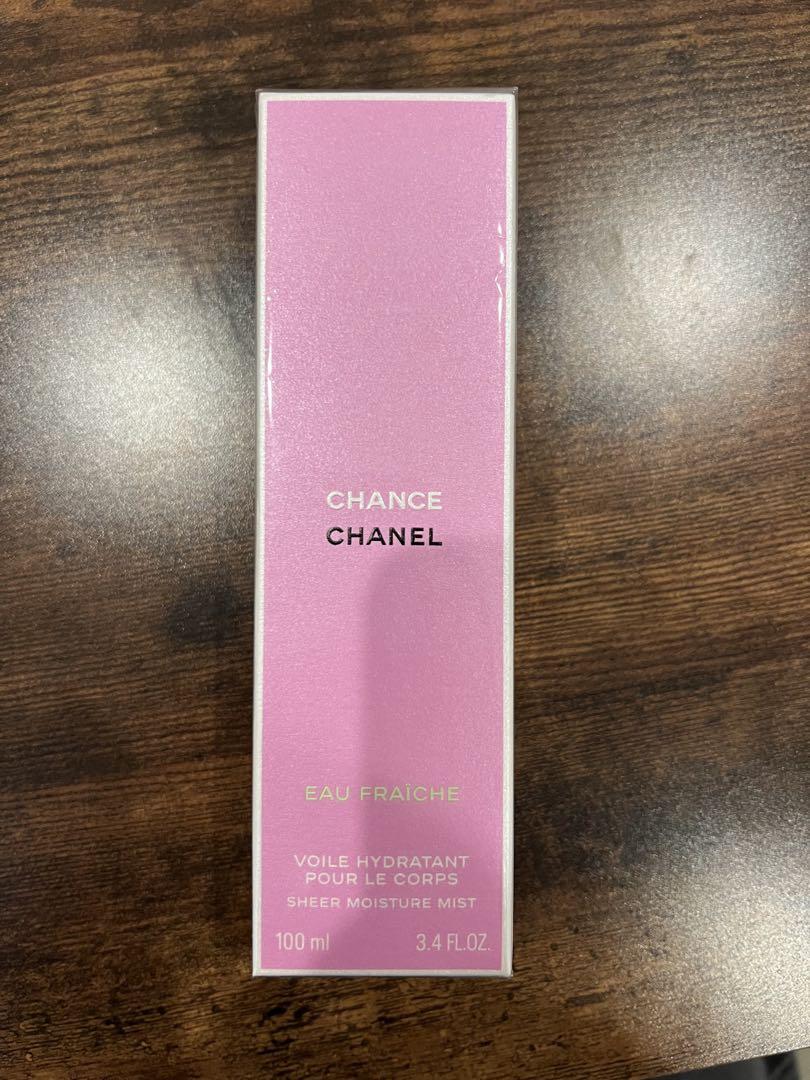 CHANCE
CHANEL
EAU FRAÎCHE
VOILE HYDRATANT
POUR LE CORPS
SHEER MOISTURE MIST
100 ml 3.4 FL.OZ.